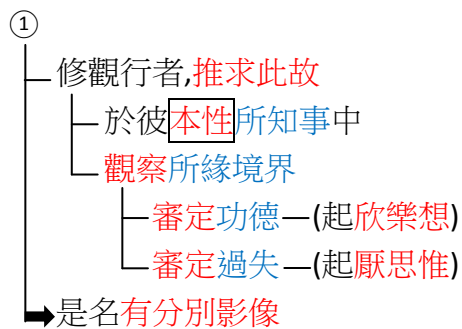 ①
修觀行者,推求此故
於彼本性所知事中
觀察所緣境界
審定功德—(起欣樂想)
審定過失—(起厭思惟)
是名有分別影像